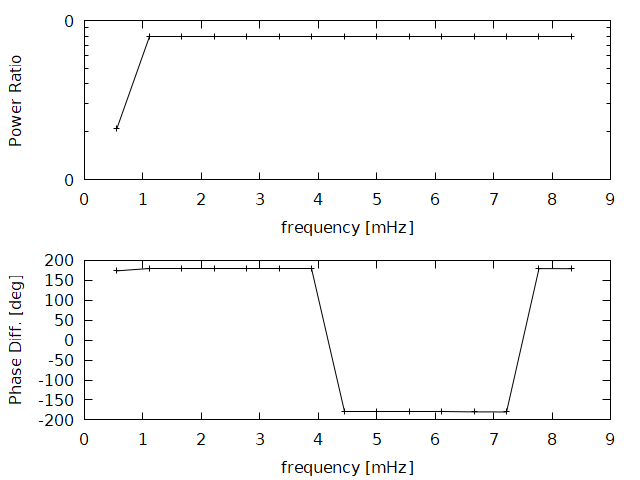 0
Power Ratio
0
0 1 2 3 4 5 6 7 8 9
frequency [mHz]
200
150
100
50
0
-50
-100
-150
-200
Phase Diff. [deg]
0 1 2 3 4 5 6 7 8 9
frequency [mHz]